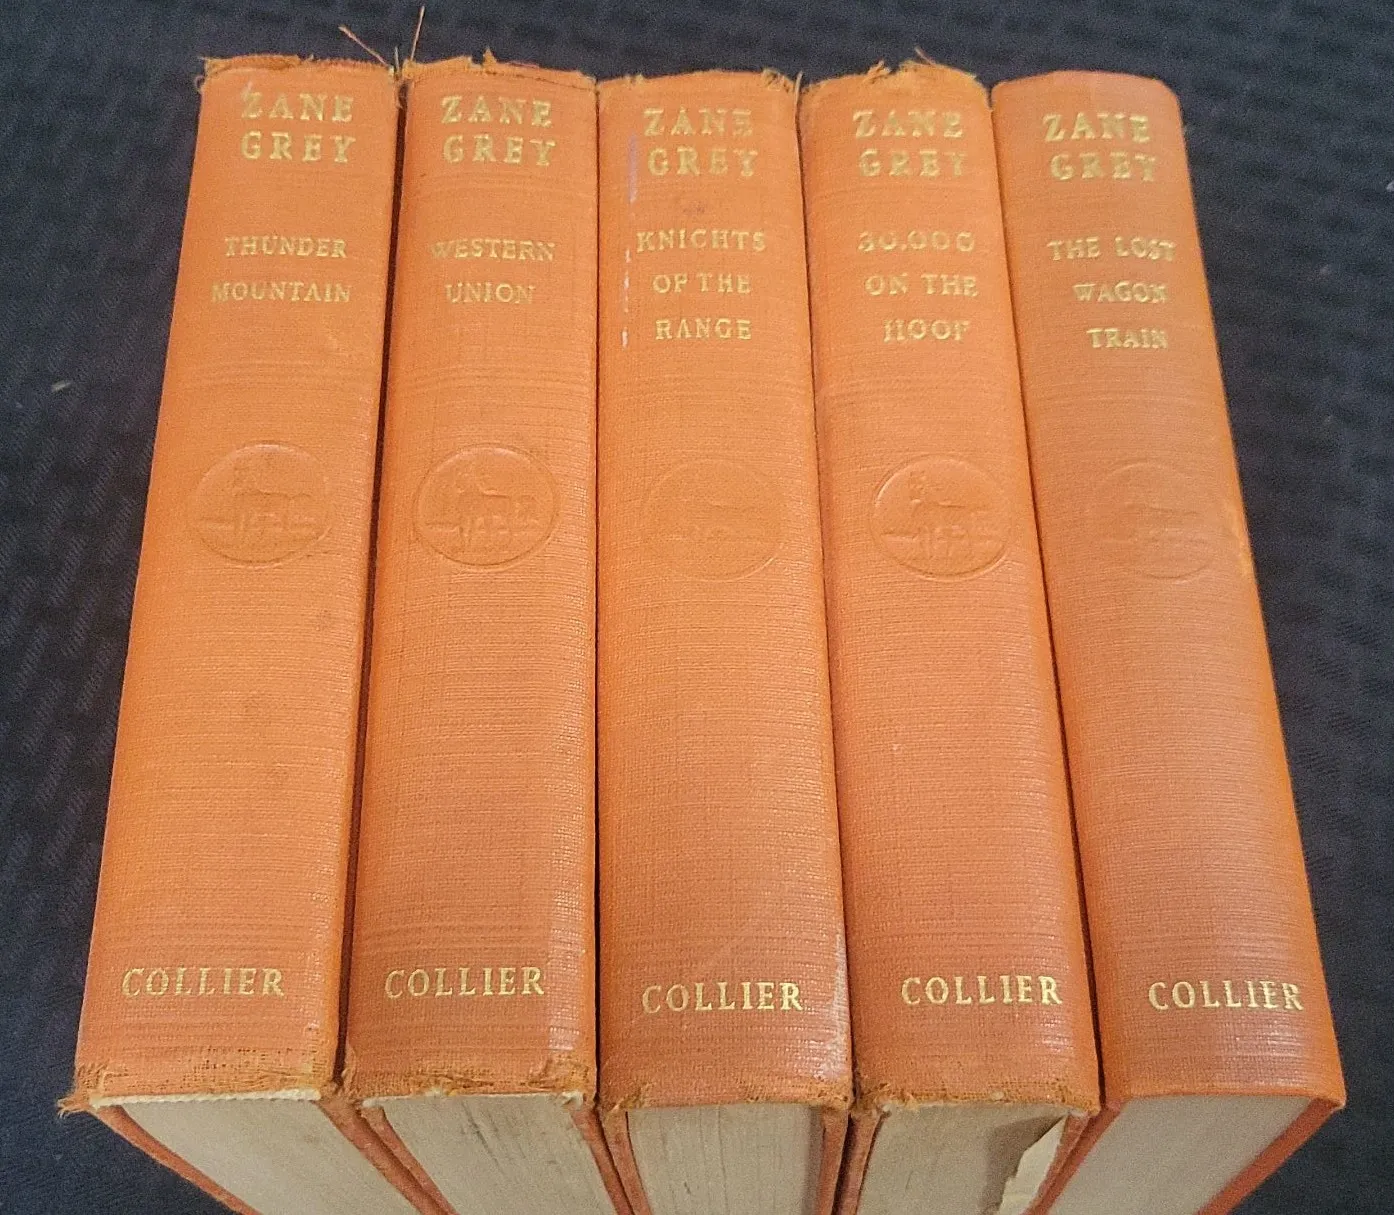 ZANE
GREY
THUNDER
MOUNTAIN
COLLIER
ZANE
GREY
WESTERN
UNION
COLLIER
ZANE
GREY
KNIGHTS
OF THE
RANGE
COLLIER
ZANE
GREY
30,000
ON THE
HOOF
COLLIER
ZANE
GREY
THE LOST
WAGON
TRAIN
COLLIER